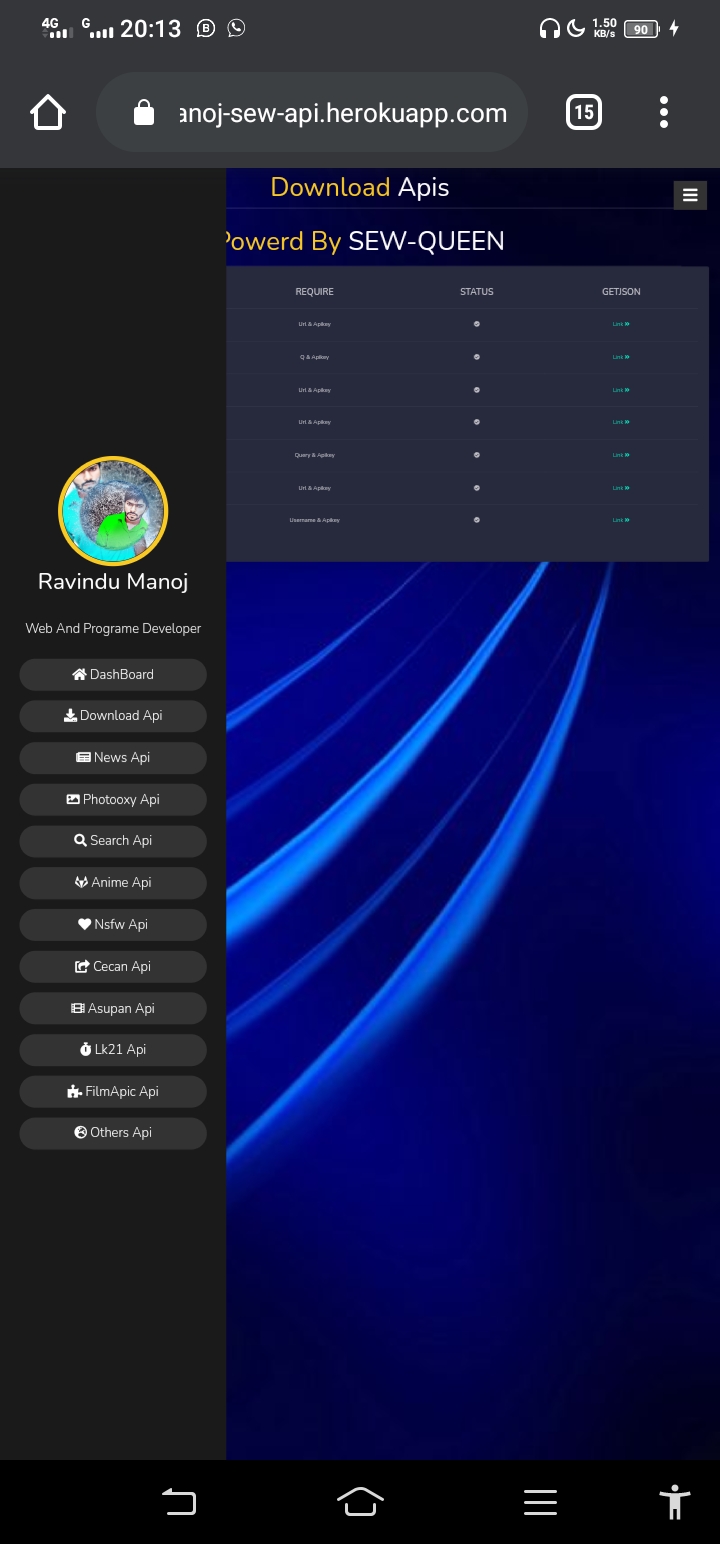 4G G 20:13 1.50 KB/s 90
anoj-sew-api.herokuapp.com 15
Download Apis
Powerd By SEW-QUEEN
REQUIRE STATUS GETJSON
Url & Apikey Link
Q & Apikey Link
Url & Apikey Link
Url & Apikey Link
Query & Apikey Link
Url & Apikey Link
Username & Apikey Link
Ravindu Manoj
Web And Programe Developer
DashBoard
Download Api
News Api
Photooxy Api
Search Api
Anime Api
Nsfw Api
Cecan Api
Asupan Api
Lk21 Api
FilmApic Api
Others Api